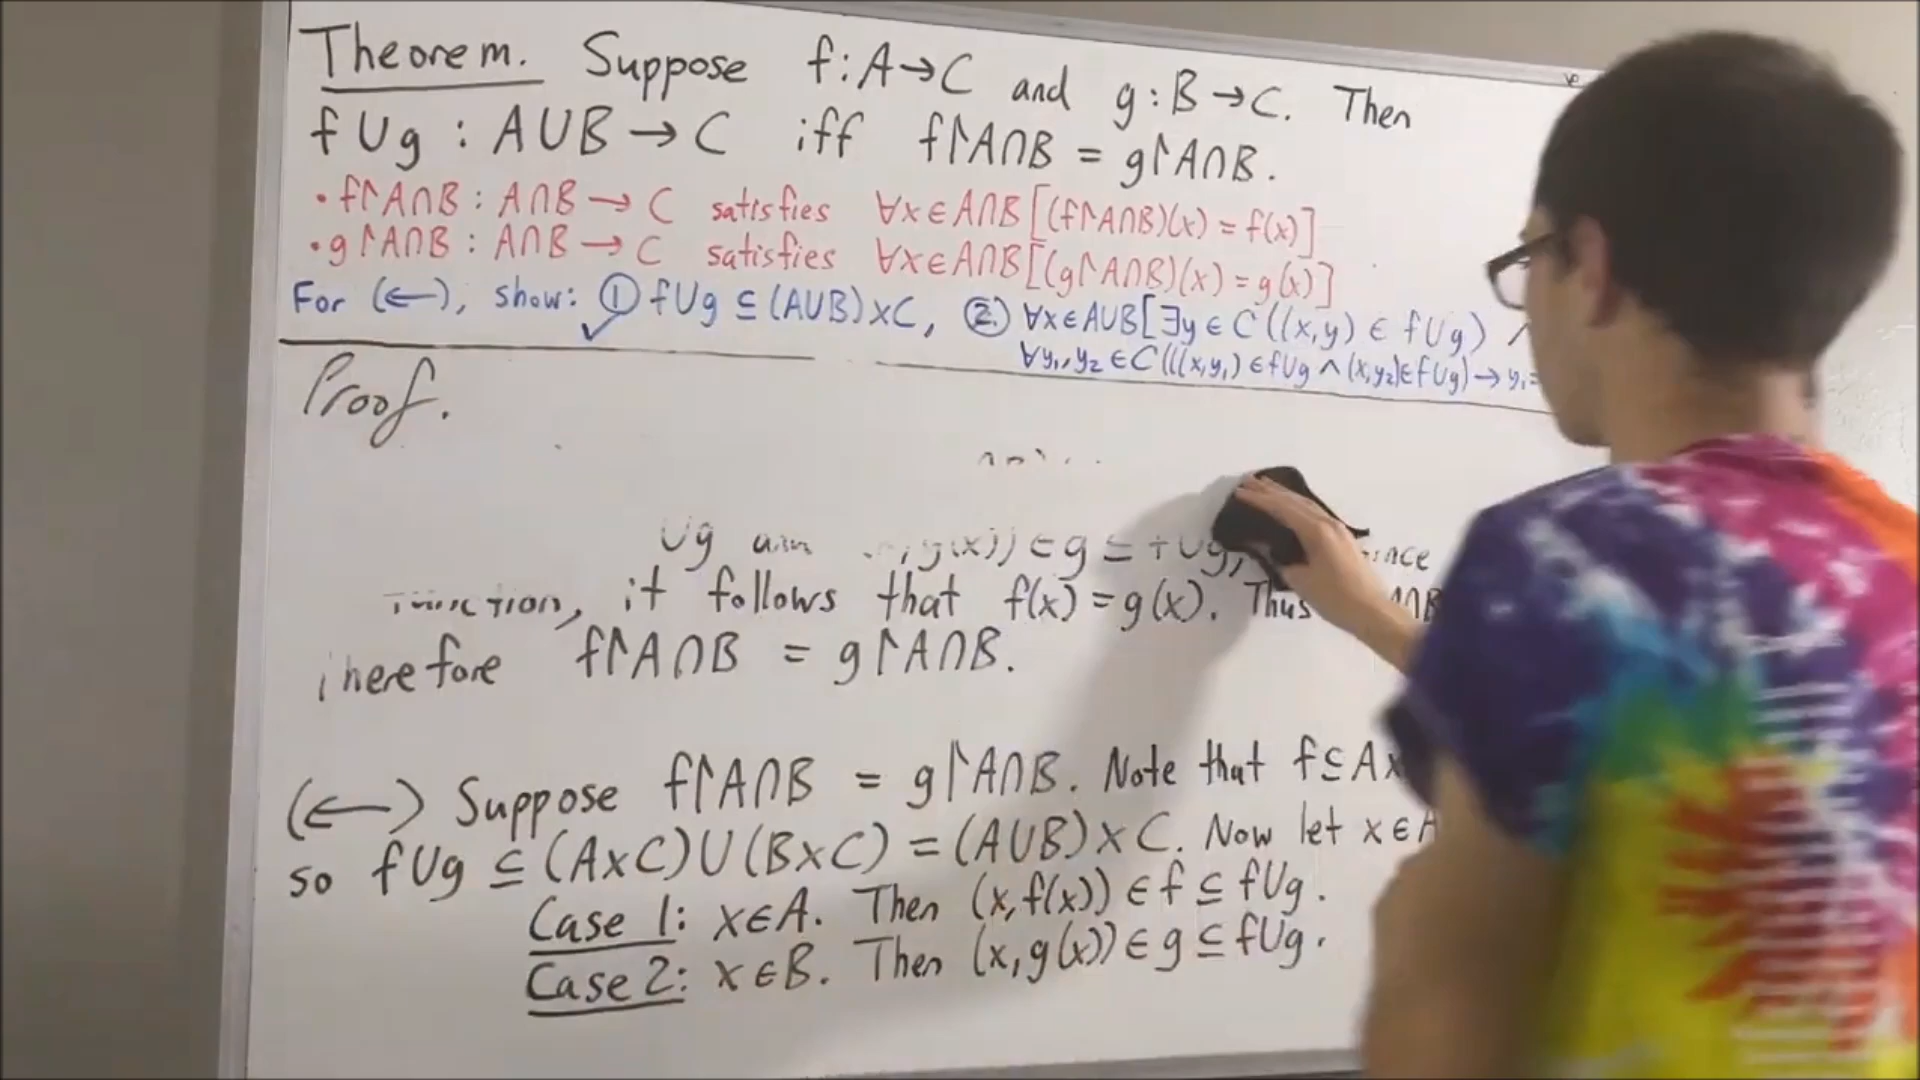 Theorem. Suppose f:A→C and g:B→C. Then
f∪g : A∪B → C iff f↾A∩B = g↾A∩B.
• f↾A∩B : A∩B → C satisfies ∀x∈A∩B[(f↾A∩B)(x) = f(x)]
• g↾A∩B : A∩B → C satisfies ∀x∈A∩B[(g↾A∩B)(x) = g(x)]
For (←), show: ① f∪g ⊆ (A∪B)×C, ② ∀x∈A∪B[∃y∈C((x,y) ∈ f∪g) ∧
✓
∀y₁,y₂ ∈C(((x,y₁) ∈ f∪g ∧ (x,y₂)∈f∪g) → y₁=
Proof.
∪g (x)) ∈ g ⊆ f∪g,
it follows that f(x) = g(x). Thus
f↾A∩B = g↾A∩B.
(←) Suppose f↾A∩B = g↾A∩B. Note that f⊆A×
so f∪g ⊆ (A×C)∪(B×C) = (A∪B)×C. Now let x∈A
Case 1: x∈A. Then (x,f(x)) ∈ f ⊆ f∪g.
Case 2: x∈B. Then (x,g(x)) ∈ g ⊆ f∪g.